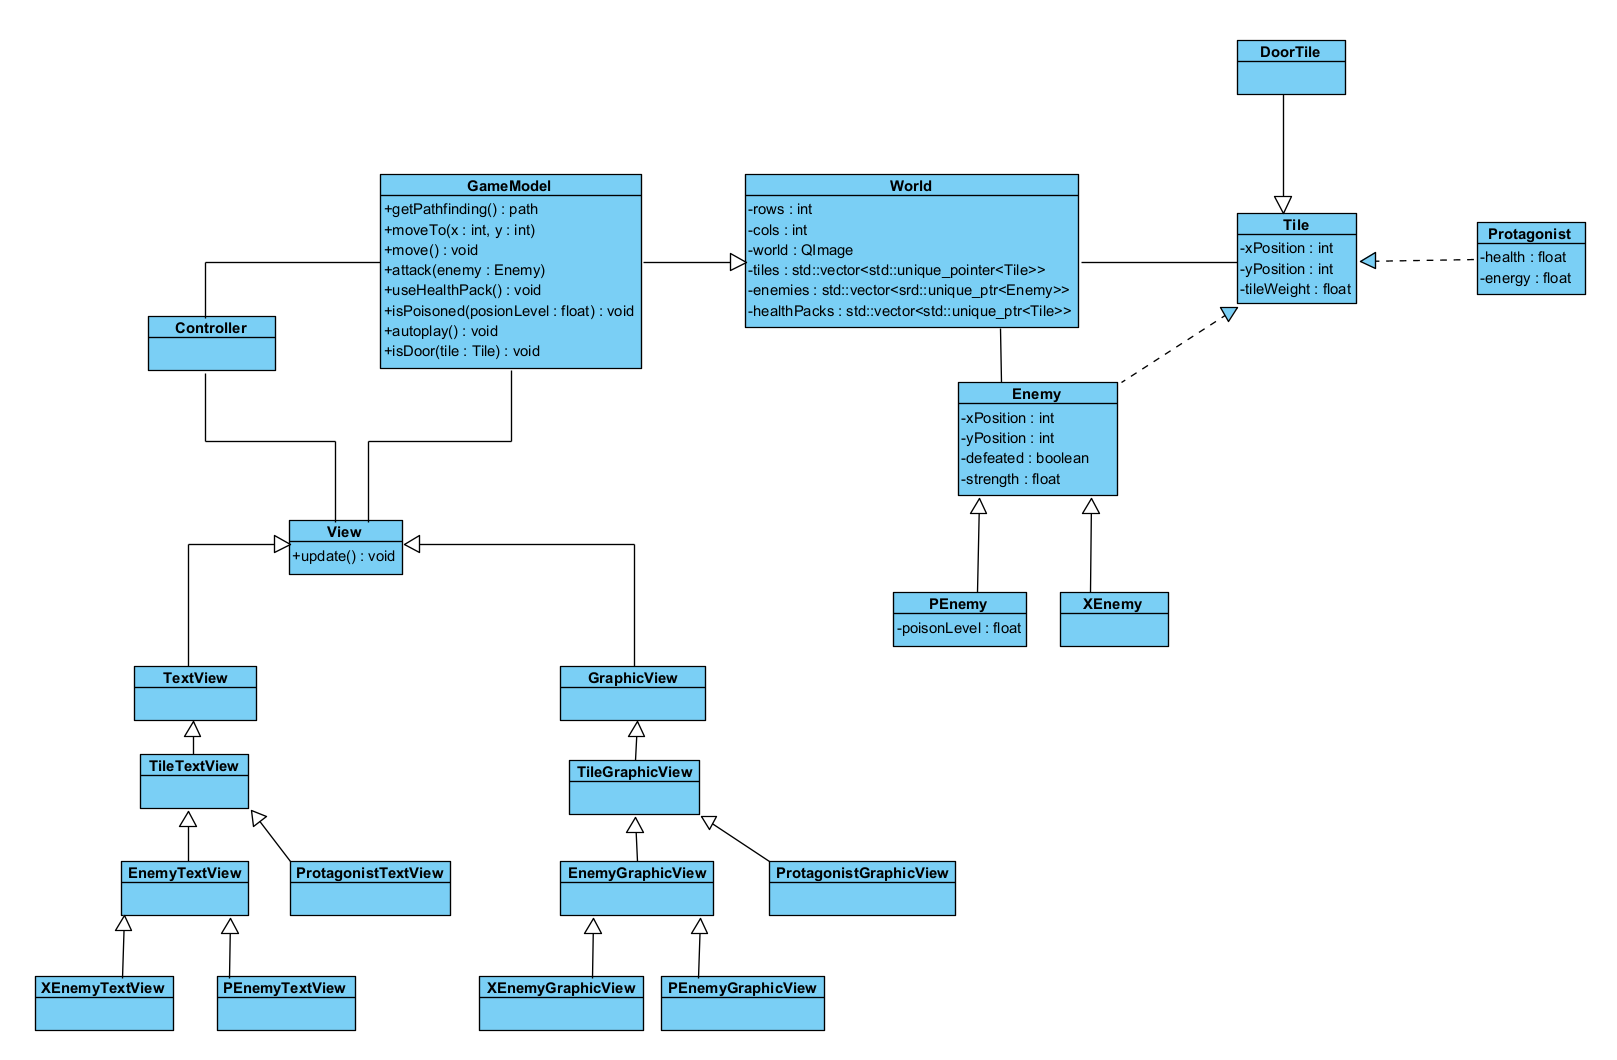 DoorTile
GameModel
+getPathfinding() : path
+moveTo(x : int, y : int)
+move() : void
+attack(enemy : Enemy)
+useHealthPack() : void
+isPoisoned(posionLevel : float) : void
+autoplay() : void
+isDoor(tile : Tile) : void
World
-rows : int
-cols : int
-world : QImage
-tiles : std::vector<std::unique_pointer<Tile>>
-enemies : std::vector<srd::unique_ptr<Enemy>>
-healthPacks : std::vector<std::unique_ptr<Tile>>
Tile
-xPosition : int
-yPosition : int
-tileWeight : float
Protagonist
-health : float
-energy : float
Controller
Enemy
-xPosition : int
-yPosition : int
-defeated : boolean
-strength : float
View
+update() : void
PEnemy
-poisonLevel : float
XEnemy
TextView
GraphicView
TileTextView
TileGraphicView
EnemyTextView
ProtagonistTextView
EnemyGraphicView
ProtagonistGraphicView
XEnemyTextView
PEnemyTextView
XEnemyGraphicView
PEnemyGraphicView